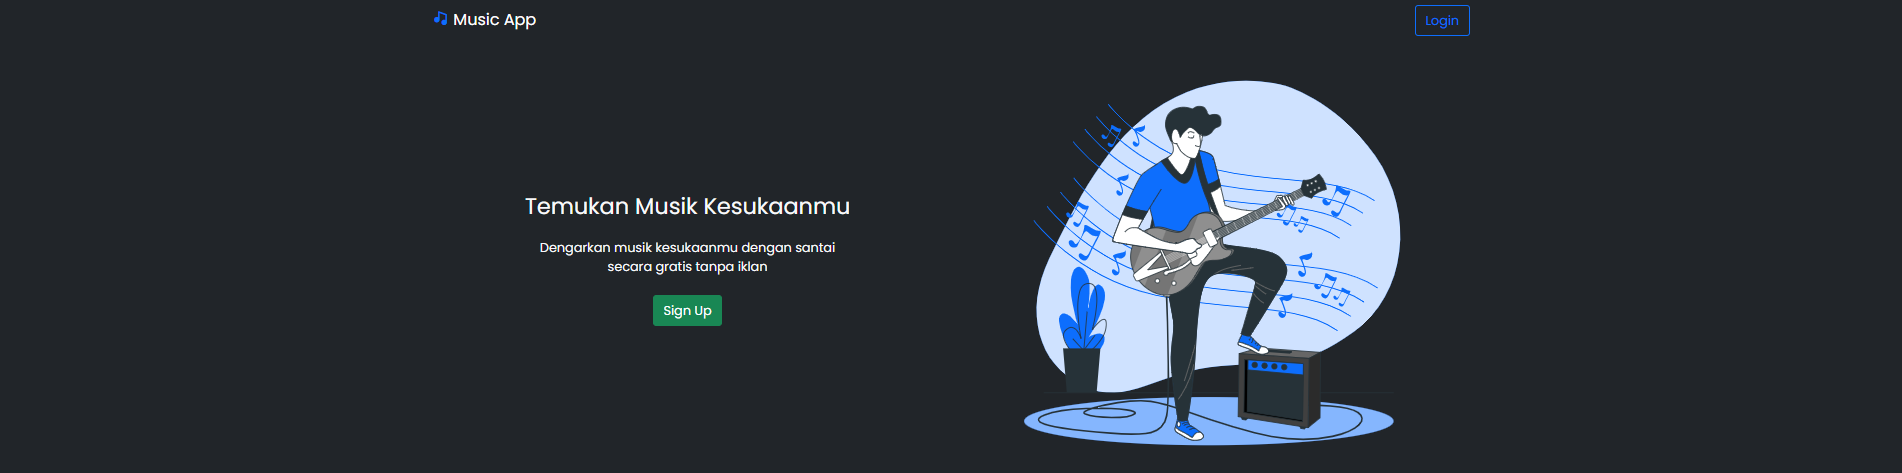 Music App
Login
Temukan Musik Kesukaanmu
Dengarkan musik kesukaanmu dengan santai
secara gratis tanpa iklan
Sign Up